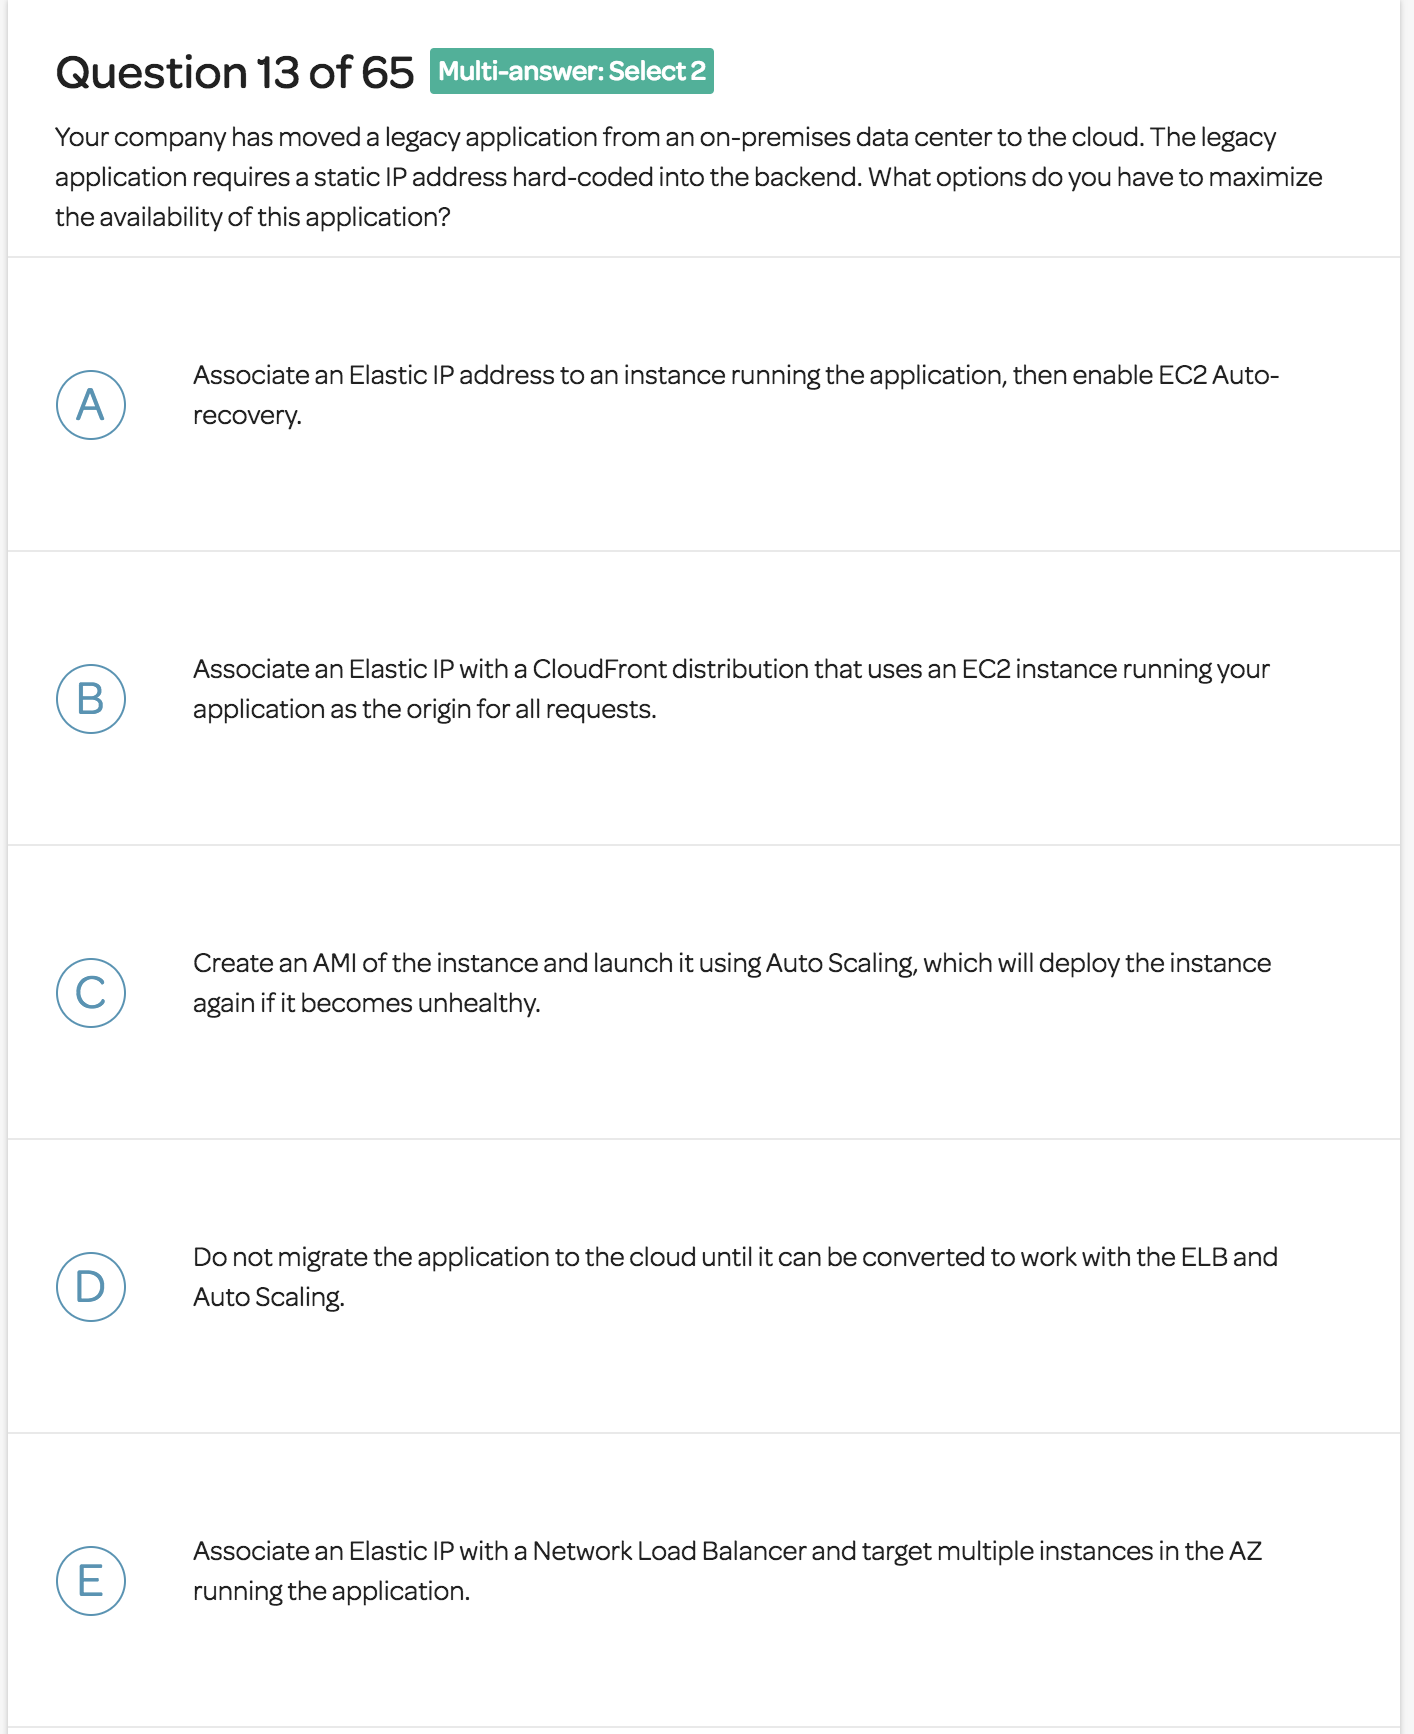 Question 13 of 65 Multi-answer: Select 2
Your company has moved a legacy application from an on-premises data center to the cloud. The legacy
application requires a static IP address hard-coded into the backend. What options do you have to maximize
the availability of this application?
A
Associate an Elastic IP address to an instance running the application, then enable EC2 Auto-
recovery.
B
Associate an Elastic IP with a CloudFront distribution that uses an EC2 instance running your
application as the origin for all requests.
C
Create an AMI of the instance and launch it using Auto Scaling, which will deploy the instance
again if it becomes unhealthy.
D
Do not migrate the application to the cloud until it can be converted to work with the ELB and
Auto Scaling.
E
Associate an Elastic IP with a Network Load Balancer and target multiple instances in the AZ
running the application.